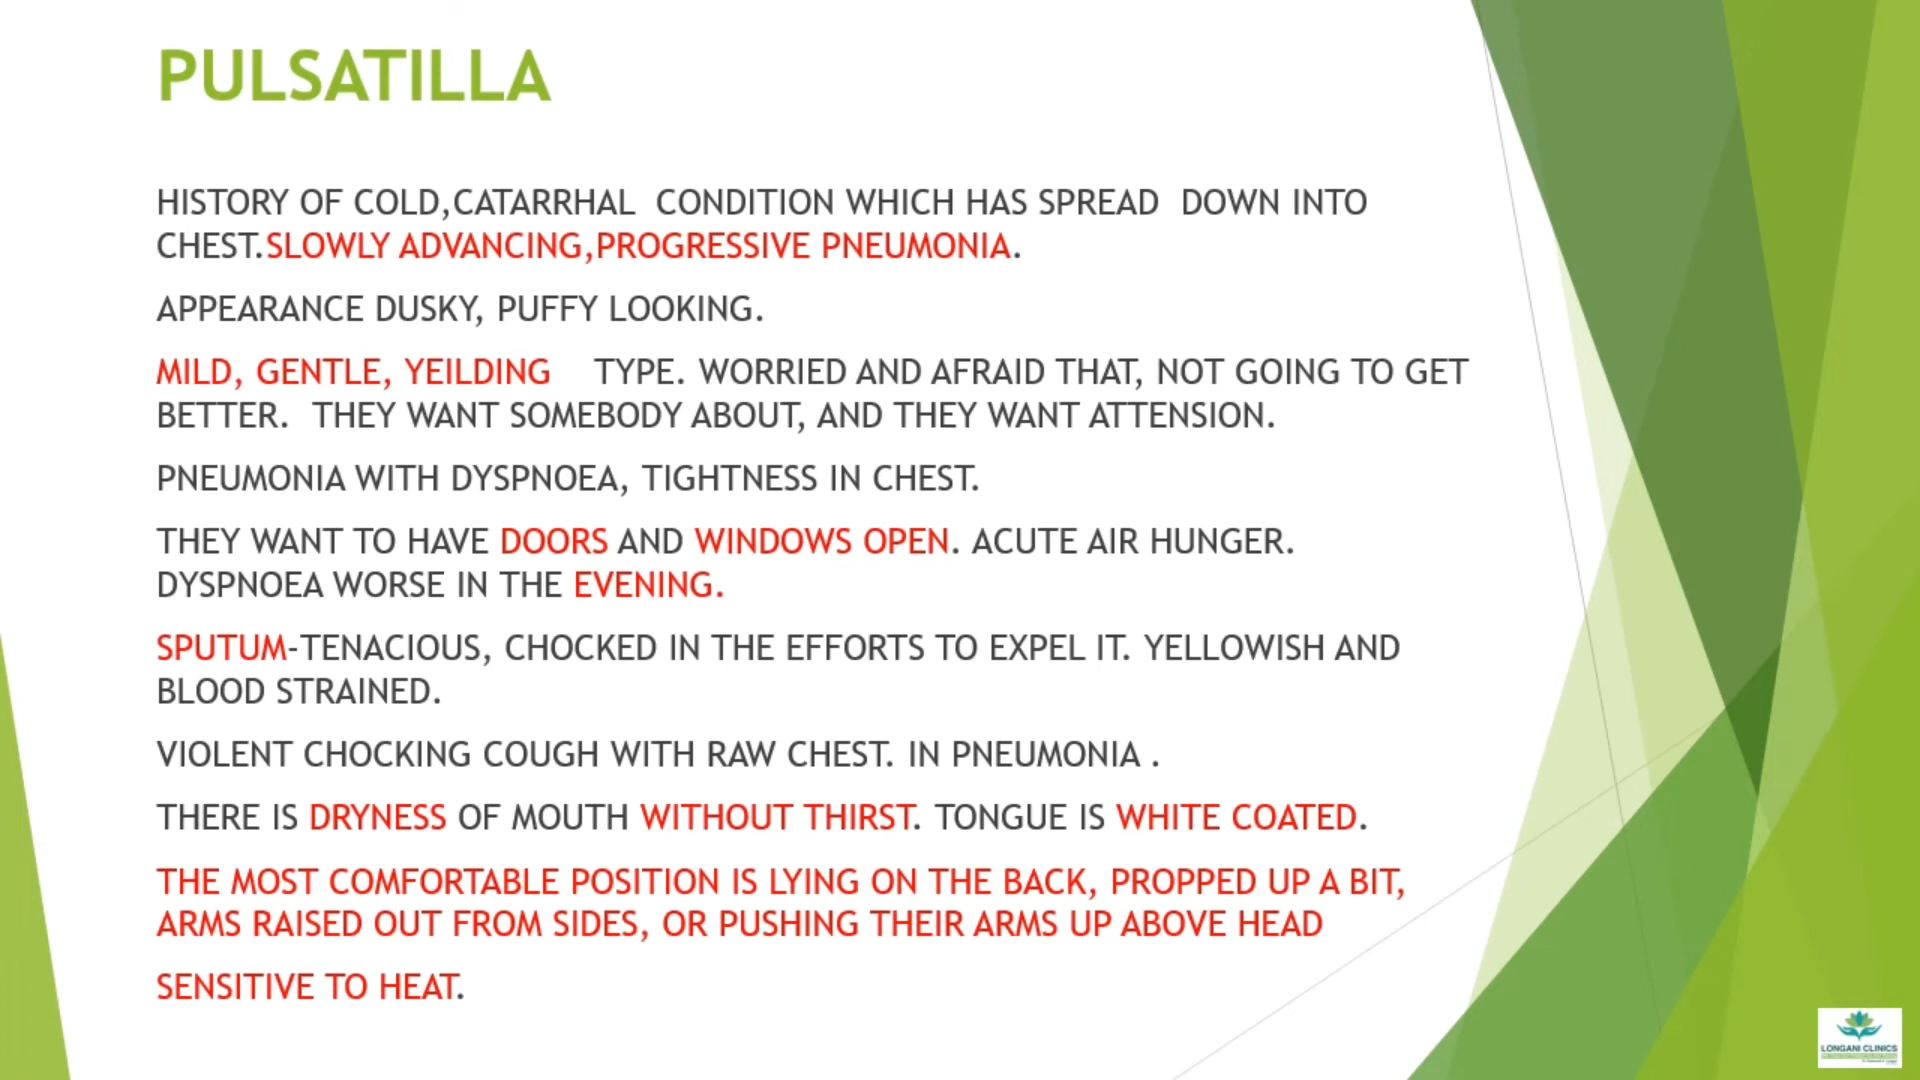 PULSATILLA
HISTORY OF COLD,CATARRHAL CONDITION WHICH HAS SPREAD DOWN INTO
CHEST.SLOWLY ADVANCING,PROGRESSIVE PNEUMONIA.
APPEARANCE DUSKY, PUFFY LOOKING.
MILD, GENTLE, YEILDING TYPE. WORRIED AND AFRAID THAT, NOT GOING TO GET
BETTER. THEY WANT SOMEBODY ABOUT, AND THEY WANT ATTENSION.
PNEUMONIA WITH DYSPNOEA, TIGHTNESS IN CHEST.
THEY WANT TO HAVE DOORS AND WINDOWS OPEN. ACUTE AIR HUNGER.
DYSPNOEA WORSE IN THE EVENING.
SPUTUM-TENACIOUS, CHOCKED IN THE EFFORTS TO EXPEL IT. YELLOWISH AND
BLOOD STRAINED.
VIOLENT CHOCKING COUGH WITH RAW CHEST. IN PNEUMONIA .
THERE IS DRYNESS OF MOUTH WITHOUT THIRST. TONGUE IS WHITE COATED.
THE MOST COMFORTABLE POSITION IS LYING ON THE BACK, PROPPED UP A BIT,
ARMS RAISED OUT FROM SIDES, OR PUSHING THEIR ARMS UP ABOVE HEAD
SENSITIVE TO HEAT.
LONGANI CLINICS